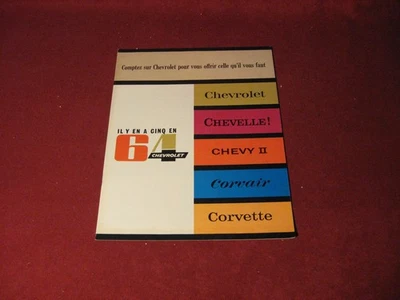 Comptez sur Chevrolet pour vous offrir celle qu'il vous faut
IL Y EN A CINQ EN
64
CHEVROLET
Chevrolet
CHEVELLE!
CHEVY II
Corvair
Corvette